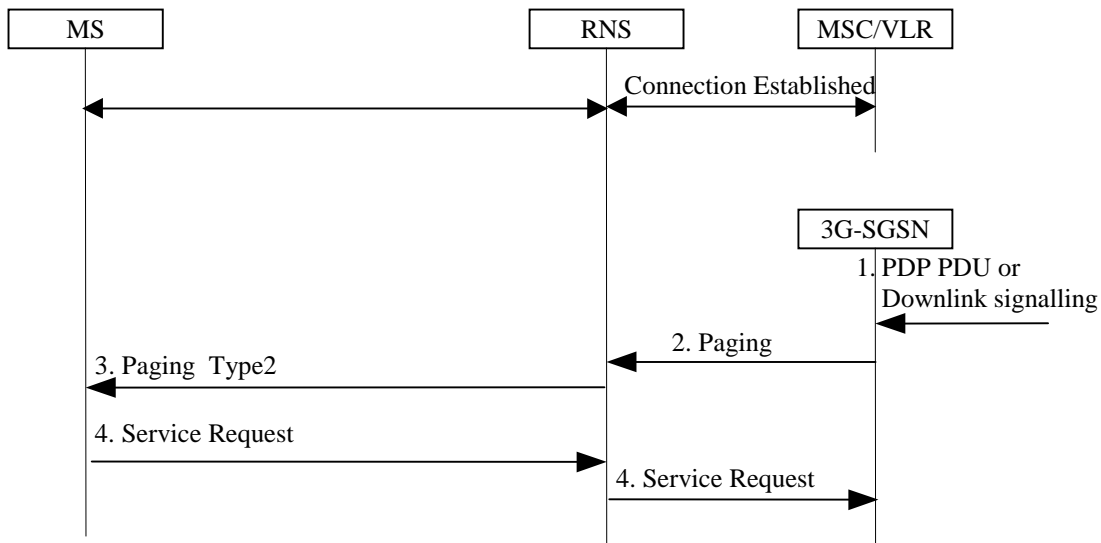 MS
RNS
MSC/VLR
Connection Established
3G-SGSN
1. PDP PDU or
Downlink signalling
2. Paging
3. Paging Type2
4. Service Request
4. Service Request